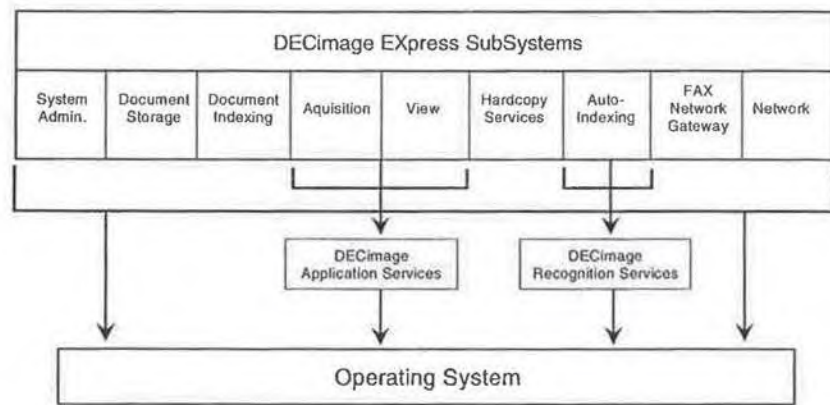 DECimage EXpress SubSystems
System
Admin.
Document
Storage
Document
Indexing
Aquisition
View
Hardcopy
Services
Auto-
Indexing
FAX
Network
Gateway
Network
DECimage
Application Services
DECimage
Recognition Services
Operating System